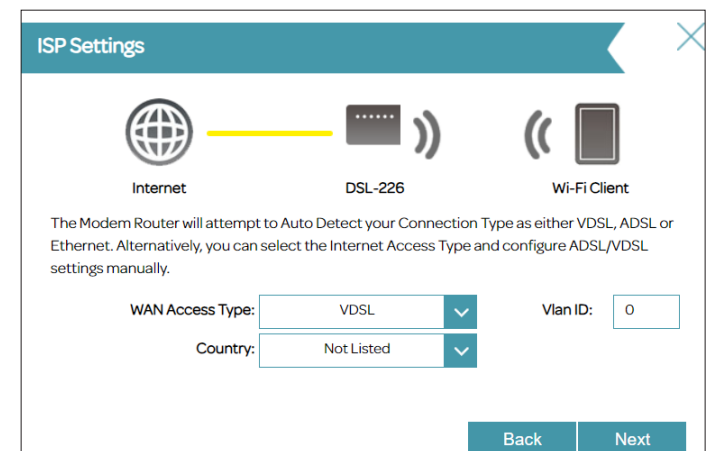 ISP Settings
Internet
DSL-226
Wi-Fi Client
The Modem Router will attempt to Auto Detect your Connection Type as either VDSL, ADSL or
Ethernet. Alternatively, you can select the Internet Access Type and configure ADSL/VDSL
settings manually.
WAN Access Type: VDSL Vlan ID: 0
Country: Not Listed
Back Next